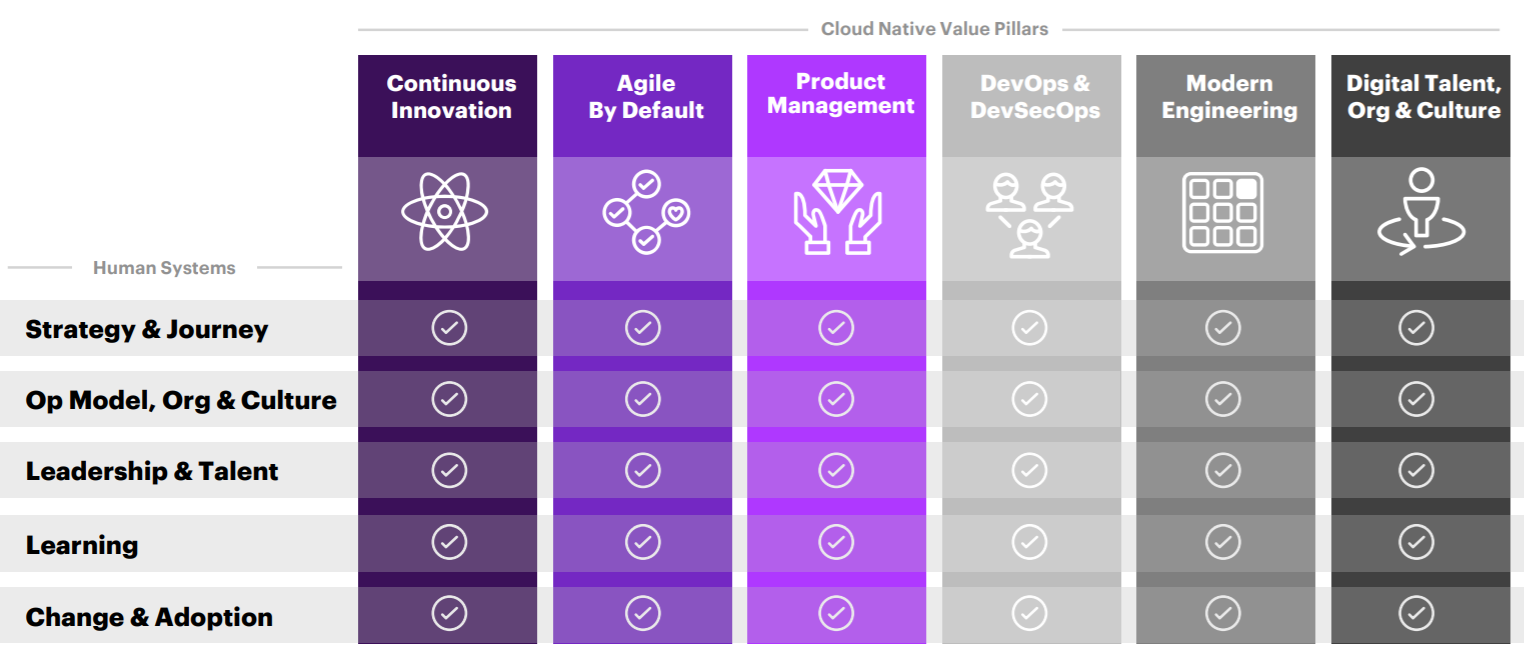 Cloud Native Value Pillars
Continuous
Innovation
Agile
By Default
Product
Management
DevOps &
DevSecOps
Modern
Engineering
Digital Talent,
Org & Culture
Human Systems
Strategy & Journey
Op Model, Org & Culture
Leadership & Talent
Learning
Change & Adoption